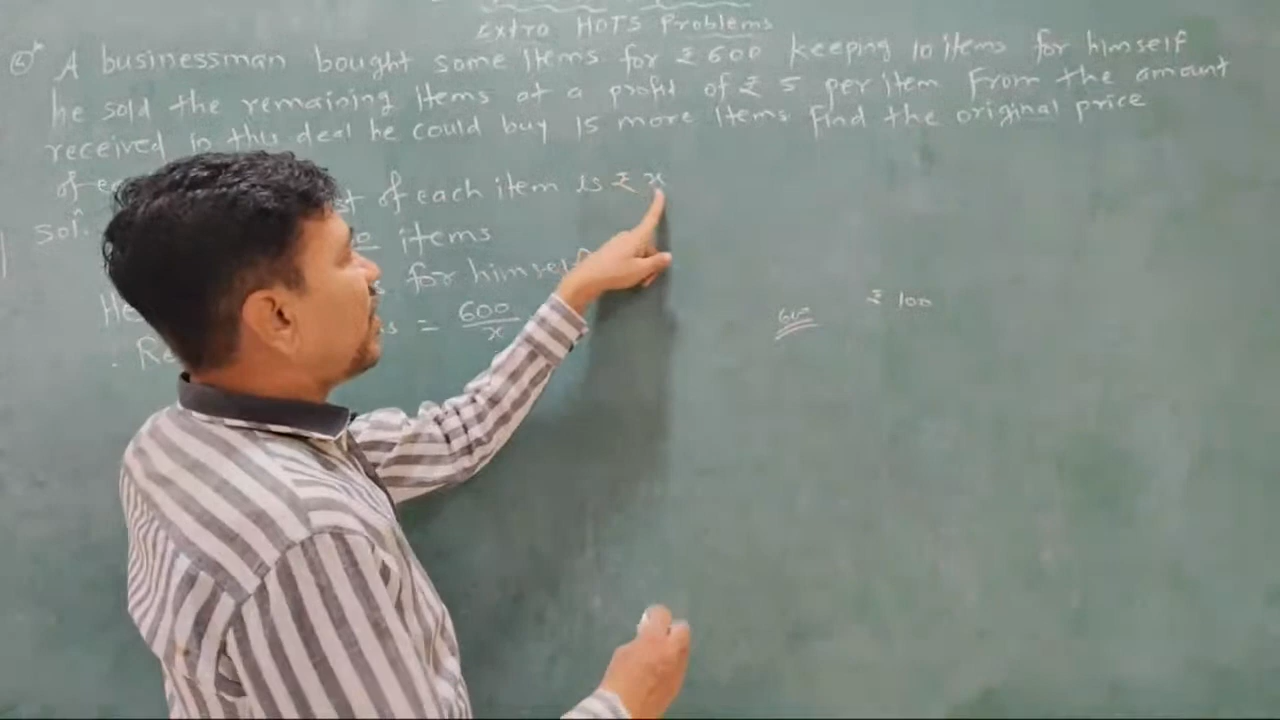 Extra HOTS Problems
A businessman bought some items for ₹ 600 keeping 10 items for himself
he sold the remaining items at a profit of ₹ 5 per item From the amount
received in this deal he could buy 15 more items find the original price
of each item is ₹ x
Sol:
items
He for himself
= 600/x
₹ 100
600